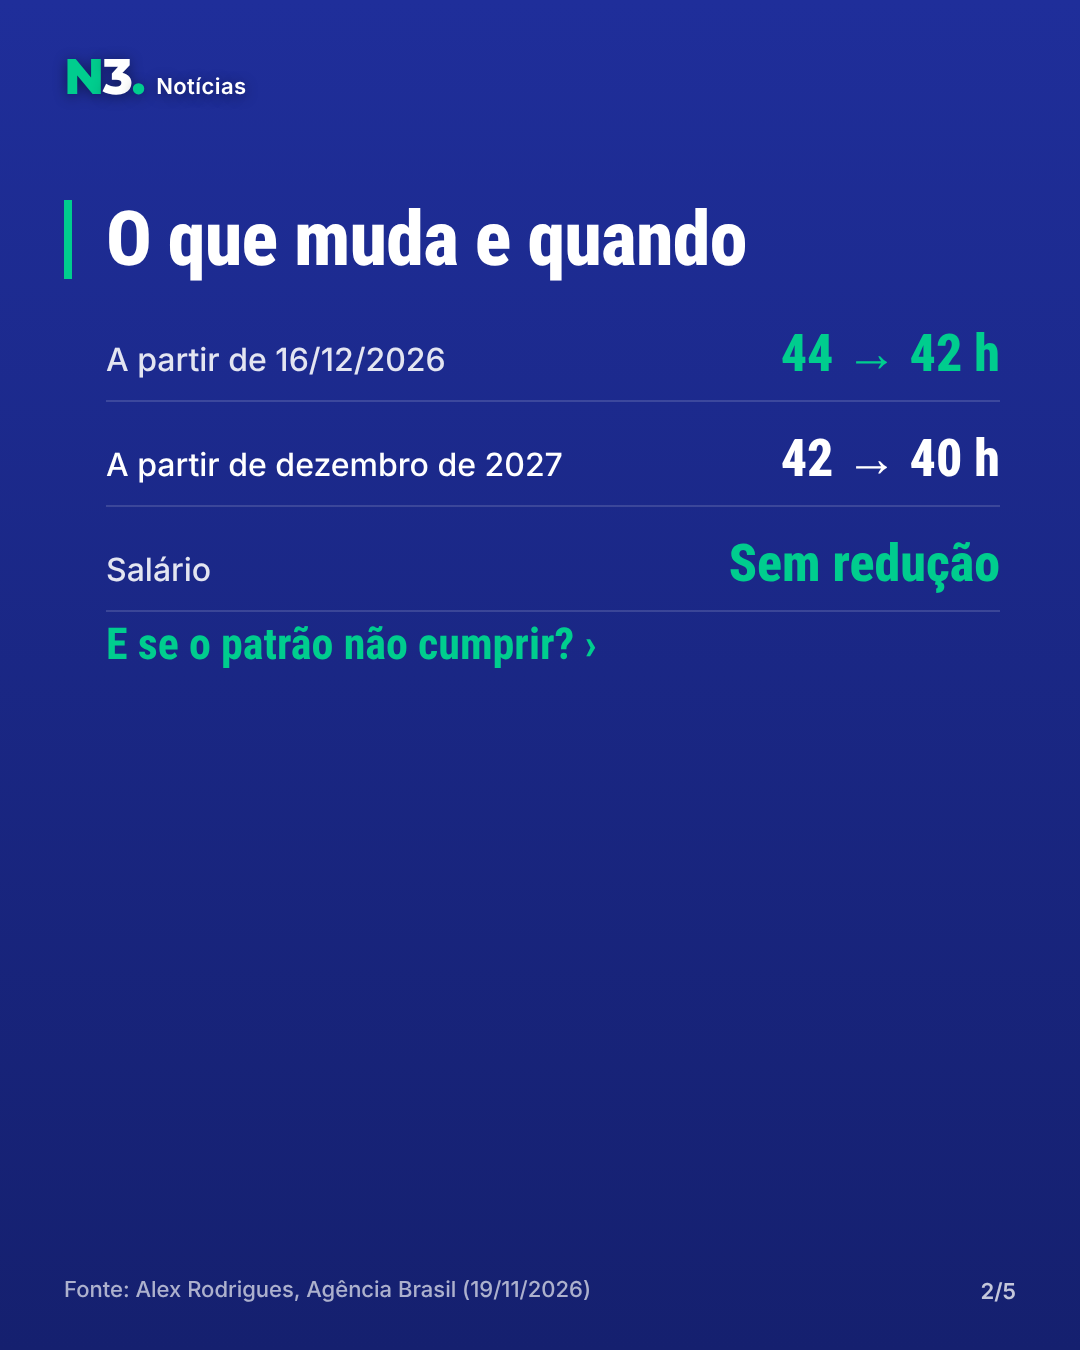 N3. Notícias
O que muda e quando
A partir de 16/12/2026 44 → 42 h
A partir de dezembro de 2027 42 → 40 h
Salário Sem redução
E se o patrão não cumprir? ›
Fonte: Alex Rodrigues, Agência Brasil (19/11/2026) 2/5